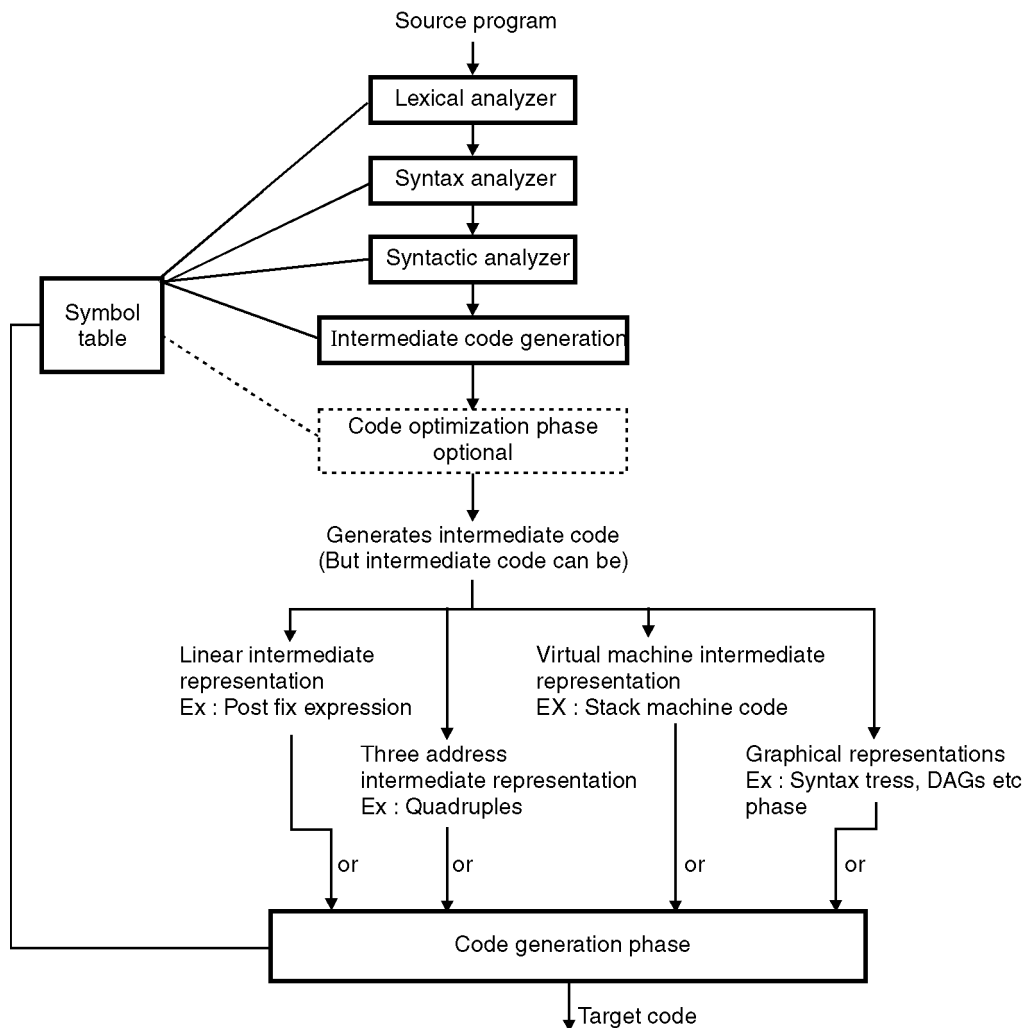 Source program
Lexical analyzer
Syntax analyzer
Syntactic analyzer
Symbol
table
Intermediate code generation
Code optimization phase
optional
Generates intermediate code
(But intermediate code can be)
Linear intermediate
representation
Ex : Post fix expression
Virtual machine intermediate
representation
EX : Stack machine code
Three address
intermediate representation
Ex : Quadruples
Graphical representations
Ex : Syntax tress, DAGs etc
phase
or
or
or
or
Code generation phase
Target code